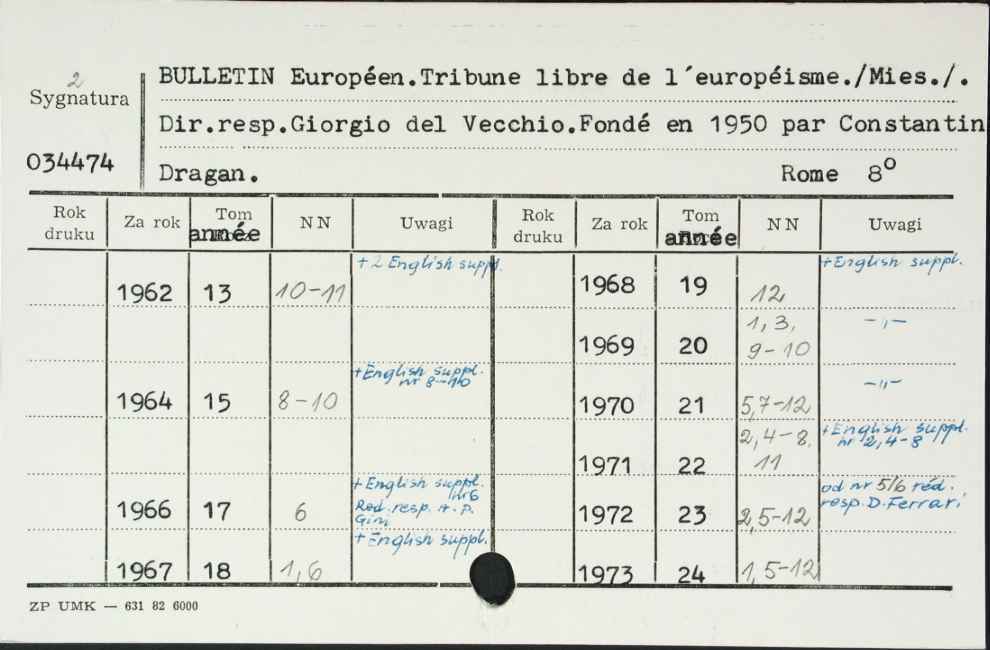 2
Sygnatura
034474
BULLETIN Européen.Tribune libre de l´européisme./Mies./.
Dir.resp.Giorgio del Vecchio.Fondé en 1950 par Constantin
Dragan. Rome 8°
Rok druku Za rok Tom année NN Uwagi Rok druku Za rok Tom année NN Uwagi
1962 13 10-11 +2 English suppl.
1964 15 8-10 +English suppl. nr 8-10
1966 17 6 +English suppl. nr 6 Red. resp. A. P. Gini
1967 18 1,6 +English suppl.
1968 19 12 +English suppl.
1969 20 1, 3, 9-10 -„-
1970 21 5,7-12 -„-
1971 22 2,4-8, 11 +English suppl. nr 2,4-8
1972 23 2,5-12 od nr 5/6 réd. resp. D. Ferrari
1973 24 1,5-12
ZP UMK — 631 82 6000